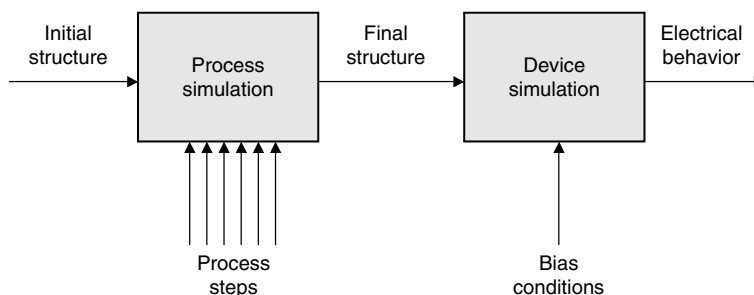 Initial
structure
Process
simulation
Final
structure
Device
simulation
Electrical
behavior
Process
steps
Bias
conditions